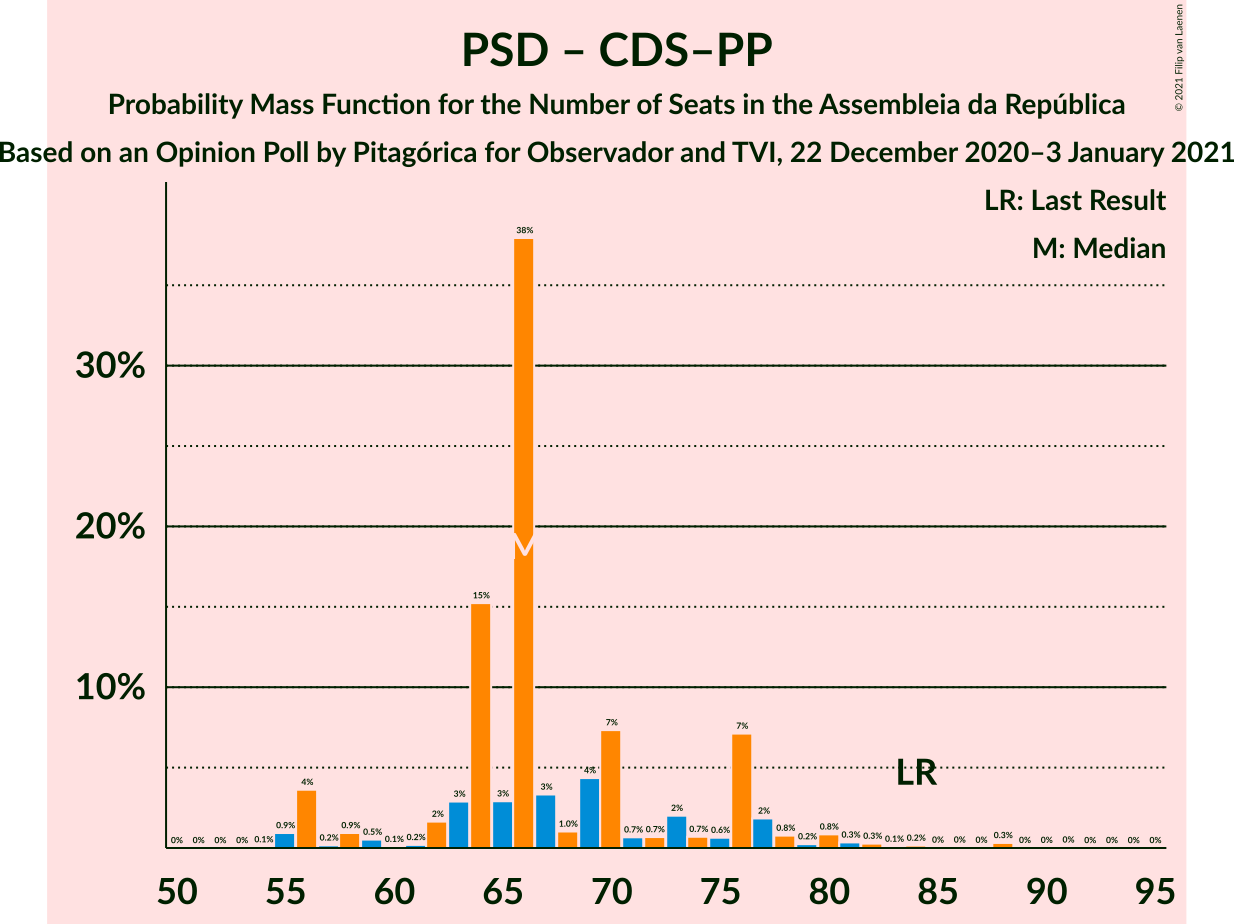 PSD – CDS–PP
© 2021 Filip van Laenen
Probability Mass Function for the Number of Seats in the Assembleia da República
Based on an Opinion Poll by Pitagórica for Observador and TVI, 22 December 2020–3 January 2021
LR: Last Result
M: Median
38%
30%
20%
M
15%
10%
7% 7%
LR
4% 4%
3% 3% 3%
2% 2% 2%
0% 0% 0% 0% 0.1% 0.9% 0.2% 0.9% 0.5% 0.1% 0.2% 1.0% 0.7% 0.7% 0.7% 0.6% 0.8% 0.2% 0.8% 0.3% 0.3% 0.1% 0.2% 0% 0% 0% 0.3% 0% 0% 0% 0% 0% 0% 0%
50 55 60 65 70 75 80 85 90 95